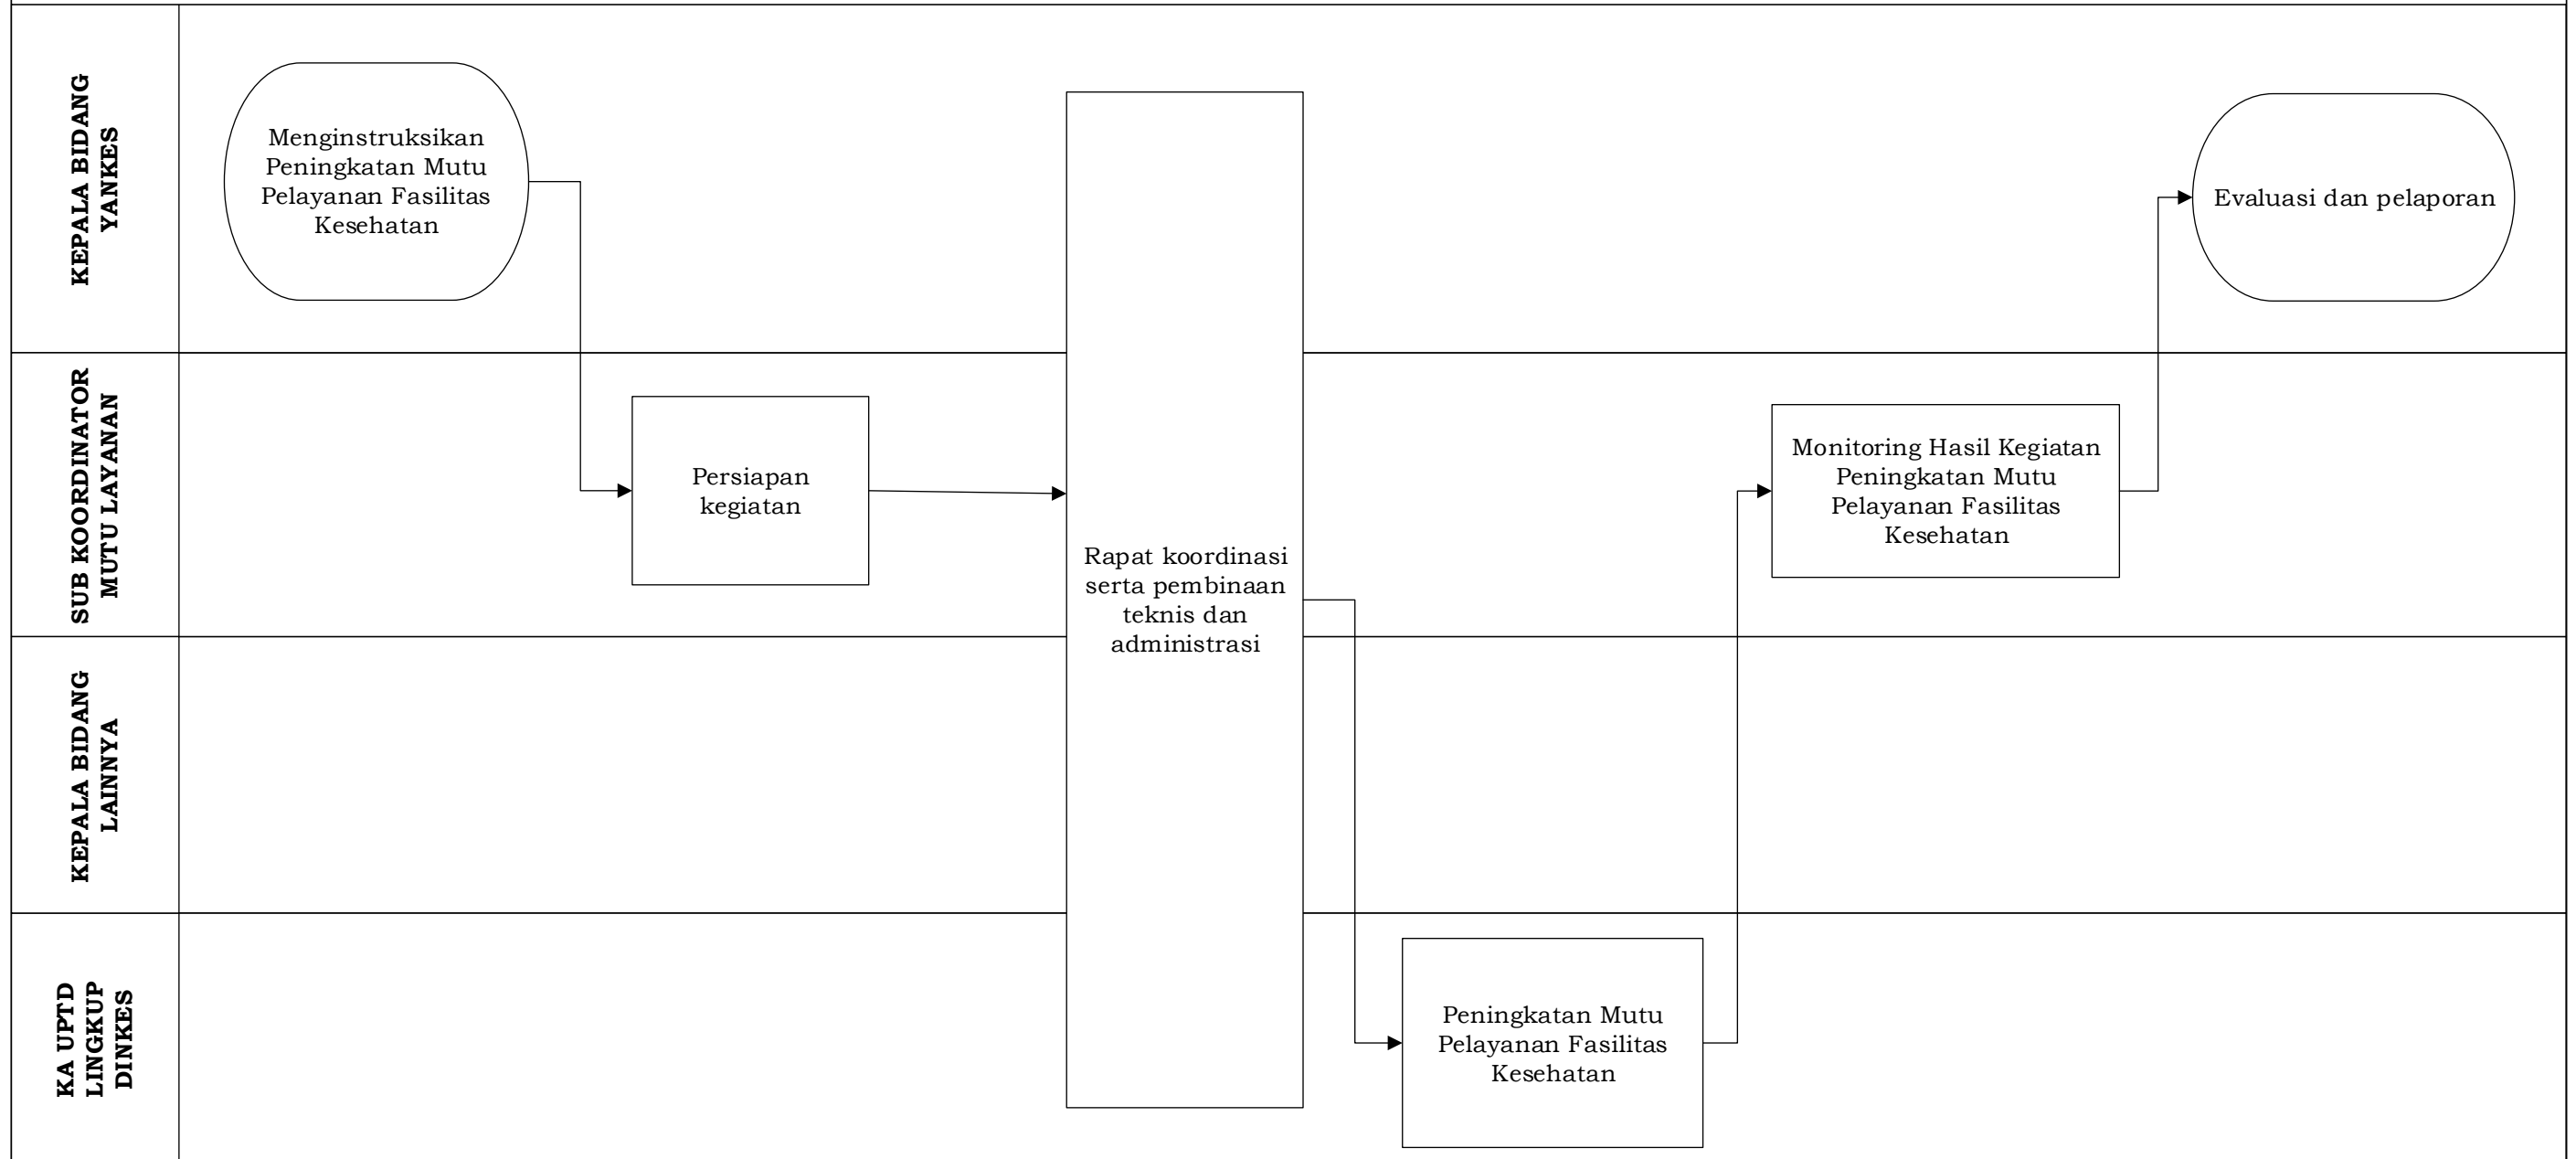 KEPALA BIDANG
YANKES
Menginstruksikan
Peningkatan Mutu
Pelayanan Fasilitas
Kesehatan
Evaluasi dan pelaporan
SUB KOORDINATOR
MUTU LAYANAN
Persiapan
kegiatan
Rapat koordinasi
serta pembinaan
teknis dan
administrasi
Monitoring Hasil Kegiatan
Peningkatan Mutu
Pelayanan Fasilitas
Kesehatan
KEPALA BIDANG
LAINNYA
KA UPTD
LINGKUP
DINKES
Peningkatan Mutu
Pelayanan Fasilitas
Kesehatan